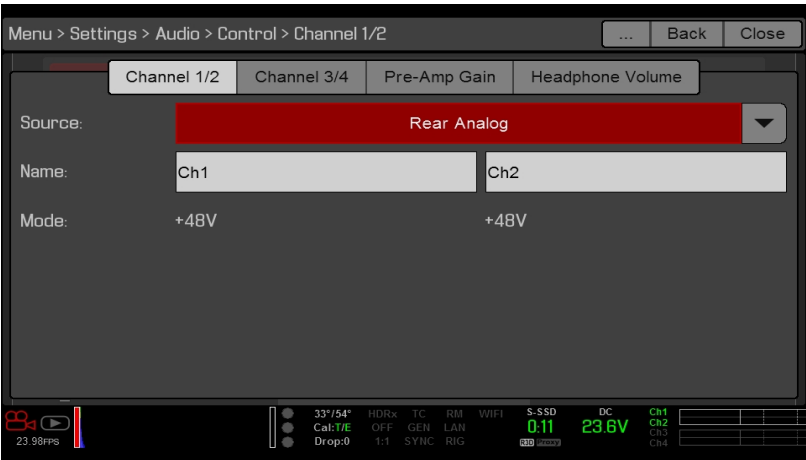 Menu > Settings > Audio > Control > Channel 1/2 ... Back Close
Channel 1/2 Channel 3/4 Pre-Amp Gain Headphone Volume
Source: Rear Analog
Name: Ch1 Ch2
Mode: +48V +48V
33°/54° HDRx TC RM WIFI S-SSD DC Ch1
Cal:T/E OFF GEN LAN 0:11 23.6V Ch2
23.98FPS Drop:0 1:1 SYNC RIG R3D Proxy Ch3
Ch4